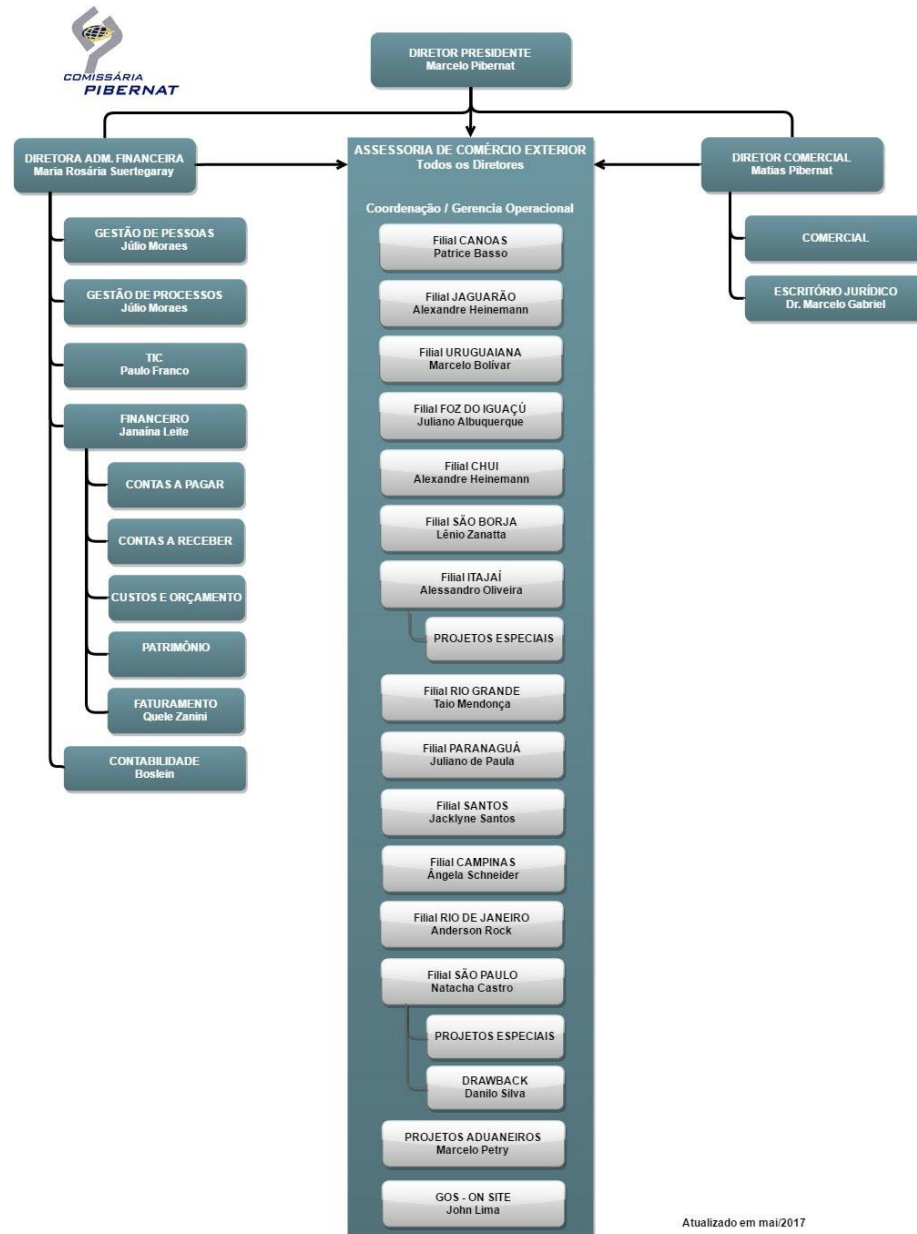 COMISSÁRIA
PIBERNAT
DIRETOR PRESIDENTE
Marcelo Pibernat
DIRETORA ADM. FINANCEIRA
Maria Rosária Suertegaray
ASSESSORIA DE COMÉRCIO EXTERIOR
Todos os Diretores
DIRETOR COMERCIAL
Matias Pibernat
GESTÃO DE PESSOAS
Júlio Moraes
GESTÃO DE PROCESSOS
Júlio Moraes
TIC
Paulo Franco
FINANCEIRO
Janaína Leite
CONTAS A PAGAR
CONTAS A RECEBER
CUSTOS E ORÇAMENTO
PATRIMÔNIO
FATURAMENTO
Quele Zanini
CONTABILIDADE
Boslein
Coordenação / Gerencia Operacional
Filial CANOAS
Patrice Basso
Filial JAGUARÃO
Alexandre Heinemann
Filial URUGUAIANA
Marcelo Bolívar
Filial FOZ DO IGUAÇÚ
Juliano Albuquerque
Filial CHUI
Alexandre Heinemann
Filial SÃO BORJA
Lênio Zanatta
Filial ITAJAÍ
Alessandro Oliveira
PROJETOS ESPECIAIS
Filial RIO GRANDE
Taio Mendonça
Filial PARANAGUÁ
Juliano de Paula
Filial SANTOS
Jacklyne Santos
Filial CAMPINAS
Ângela Schneider
Filial RIO DE JANEIRO
Anderson Rock
Filial SÃO PAULO
Natacha Castro
PROJETOS ESPECIAIS
DRAWBACK
Danilo Silva
PROJETOS ADUANEIROS
Marcelo Petry
GOS - ON SITE
John Lima
COMERCIAL
ESCRITÓRIO JURÍDICO
Dr. Marcelo Gabriel
Atualizado em mai/2017